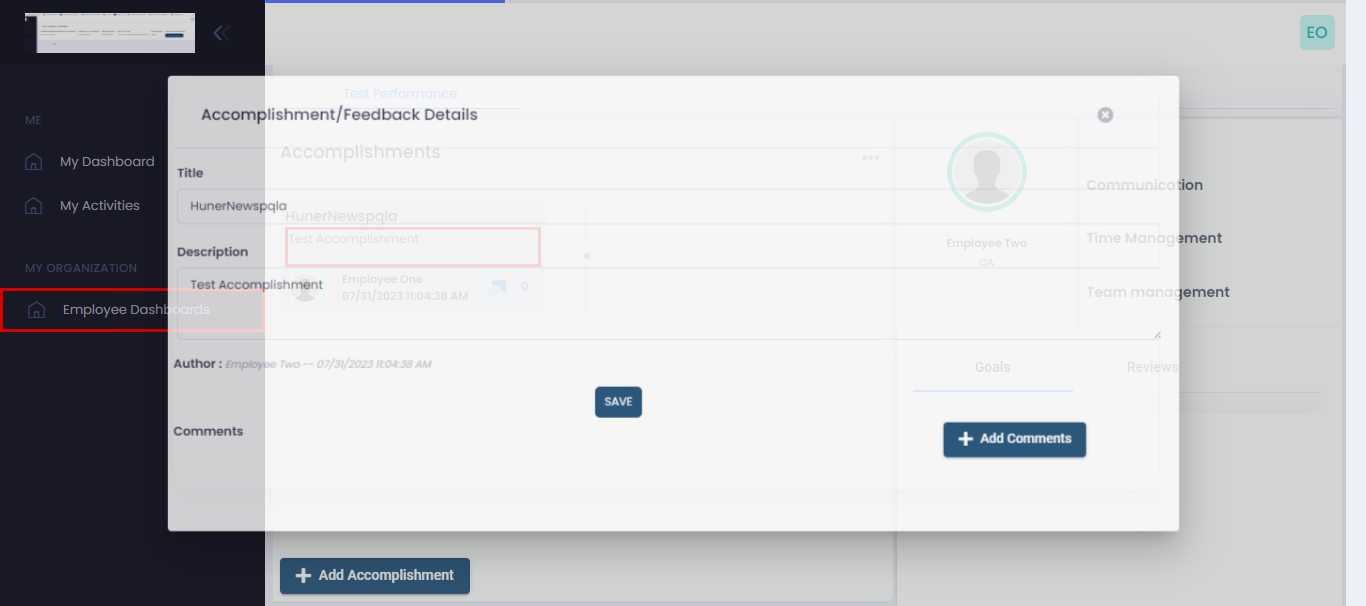 EO
ME
My Dashboard
My Activities
MY ORGANIZATION
Employee Dashboards
Test Performance
Accomplishment/Feedback Details
Accomplishments
Title
HunerNewspqla
HunerNewspqla
Test Accomplishment
Description
Test Accomplishment
Employee One
07/31/2023 11:04:38 AM
0
Author : Employee Two -- 07/31/2023 11:04:38 AM
SAVE
Comments
Add Comments
Employee Two
QA
Communication
Time Management
Team management
Goals
Reviews
Add Accomplishment